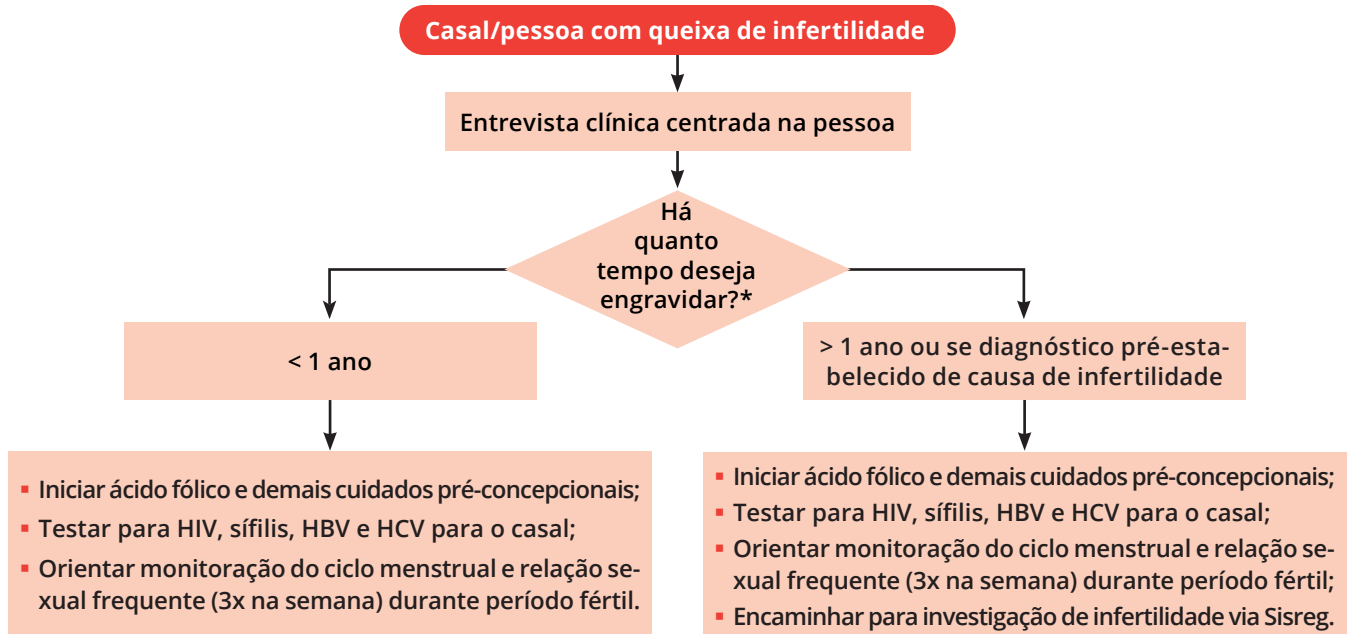 Casal/pessoa com queixa de infertilidade
Entrevista clínica centrada na pessoa
Há
quanto
tempo deseja
engravidar?*
< 1 ano
▪ Iniciar ácido fólico e demais cuidados pré-concepcionais;
▪ Testar para HIV, sífilis, HBV e HCV para o casal;
▪ Orientar monitoração do ciclo menstrual e relação se-
xual frequente (3x na semana) durante período fértil.
> 1 ano ou se diagnóstico pré-esta-
belecido de causa de infertilidade
▪ Iniciar ácido fólico e demais cuidados pré-concepcionais;
▪ Testar para HIV, sífilis, HBV e HCV para o casal;
▪ Orientar monitoração do ciclo menstrual e relação se-
xual frequente (3x na semana) durante período fértil;
▪ Encaminhar para investigação de infertilidade via Sisreg.